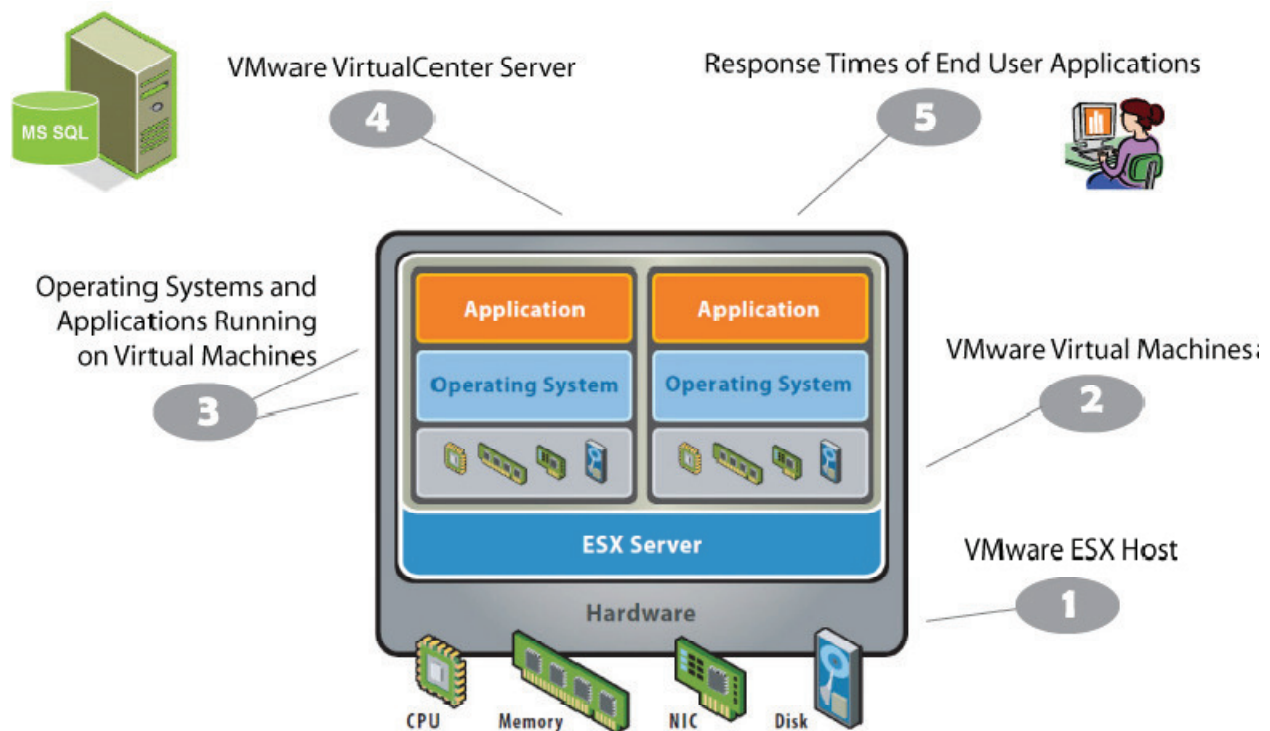 VMware VirtualCenter Server
4
Response Times of End User Applications
5
MS SQL
Operating Systems and
Applications Running
on Virtual Machines
3
Application
Application
Operating System
Operating System
VMware Virtual Machines
2
ESX Server
VMware ESX Host
1
Hardware
CPU
Memory
NIC
Disk